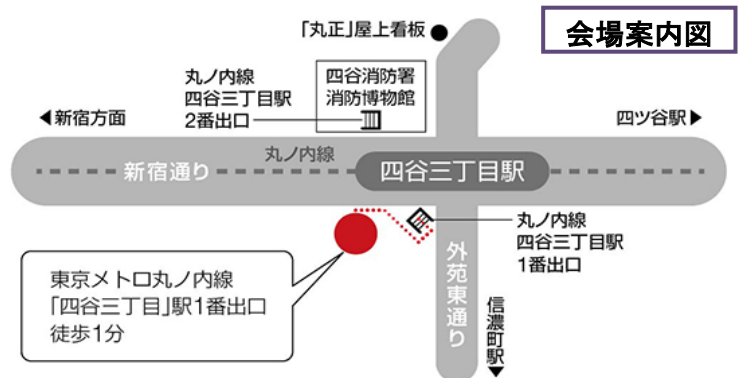 会場案内図
「丸正」屋上看板
丸ノ内線
四谷三丁目駅
2番出口
四谷消防署
消防博物館
◀新宿方面
四ツ谷駅▶
丸ノ内線
新宿通り
四谷三丁目駅
丸ノ内線
四谷三丁目駅
1番出口
外苑東通り
信濃町駅▼
東京メトロ丸ノ内線
「四谷三丁目」駅1番出口
徒歩1分